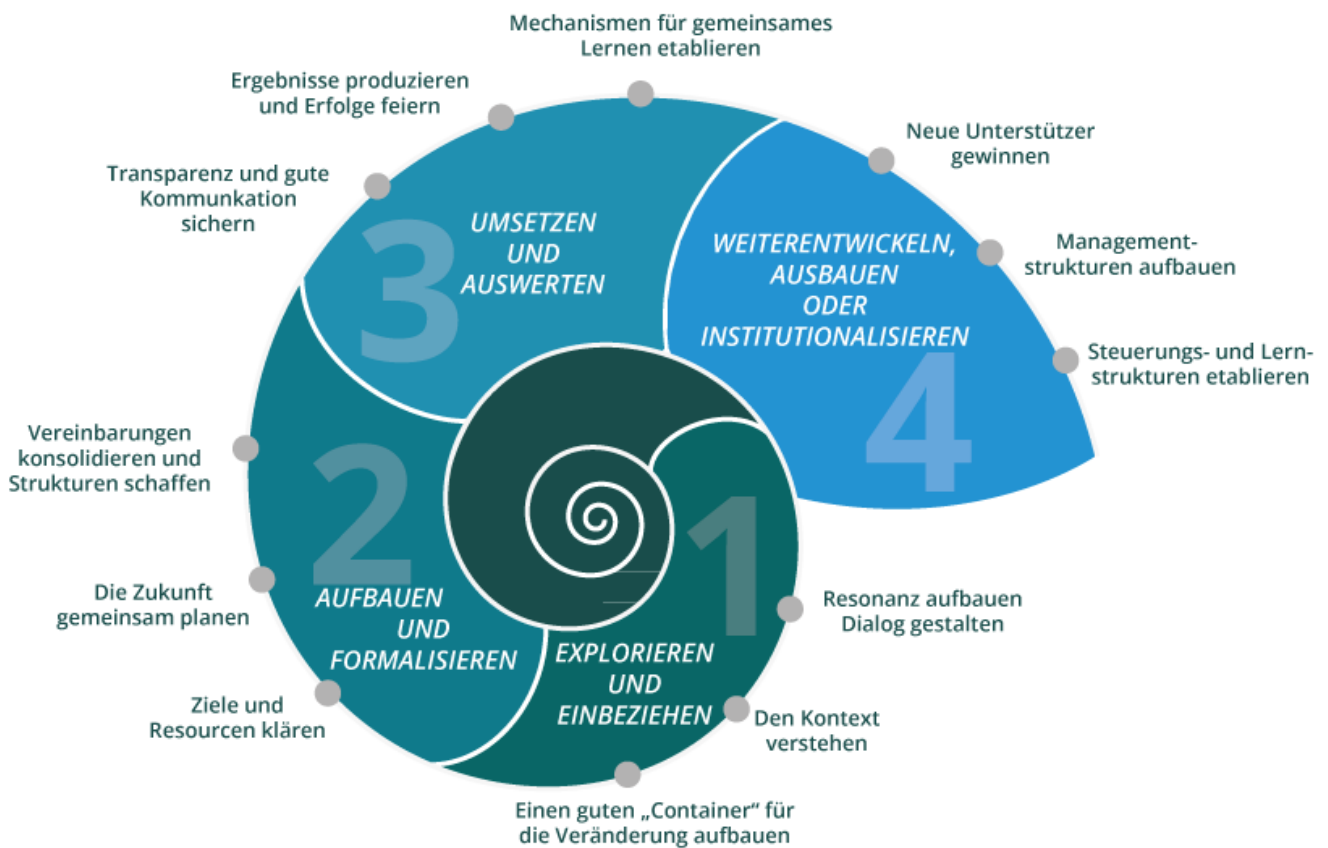 Mechanismen für gemeinsames
Lernen etablieren
Ergebnisse produzieren
und Erfolge feiern
Neue Unterstützer
gewinnen
Transparenz und gute
Kommunkation
sichern
3
UMSETZEN
UND
AUSWERTEN
WEITERENTWICKELN,
AUSBAUEN
ODER
INSTITUTIONALISIEREN
4
Management-
strukturen aufbauen
Steuerungs- und Lern-
strukturen etablieren
Vereinbarungen
konsolidieren und
Strukturen schaffen
2
AUFBAUEN
UND
FORMALISIEREN
1
EXPLORIEREN
UND
EINBEZIEHEN
Die Zukunft
gemeinsam planen
Resonanz aufbauen
Dialog gestalten
Ziele und
Resourcen klären
Den Kontext
verstehen
Einen guten „Container“ für
die Veränderung aufbauen